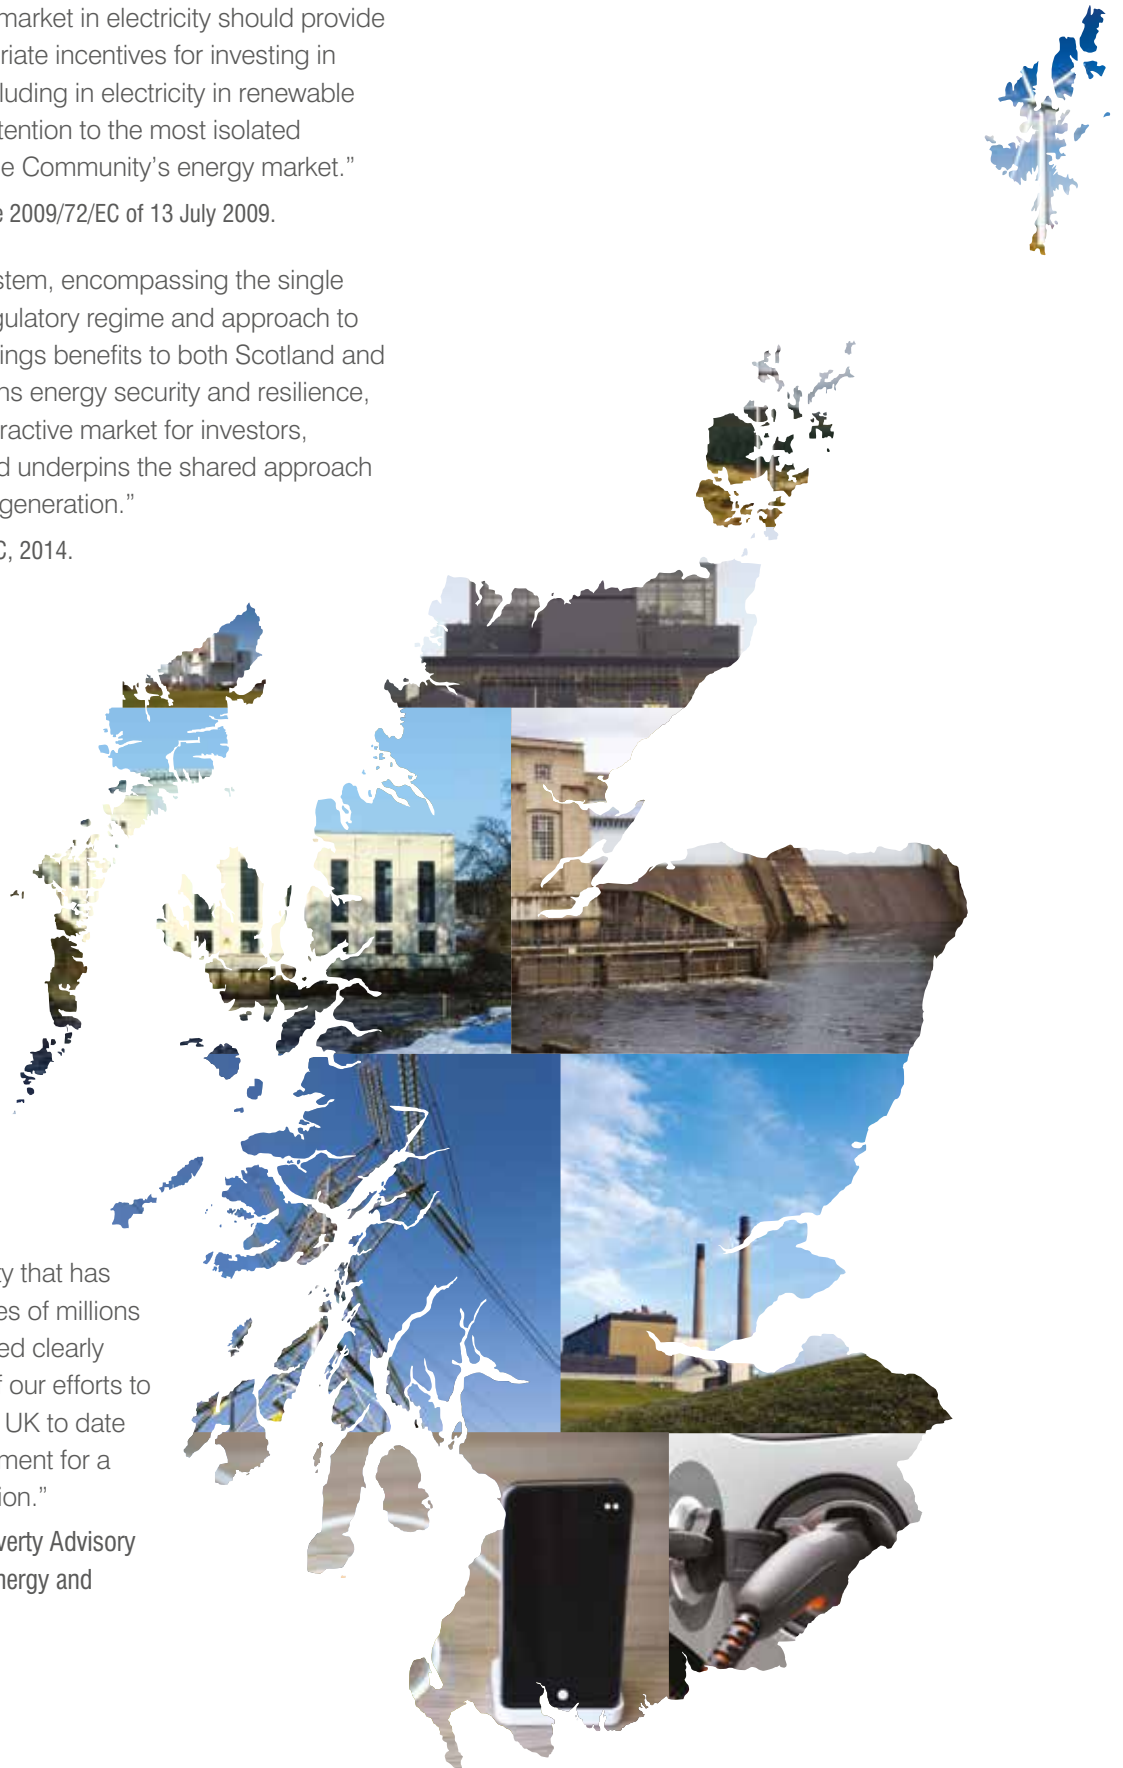 market in electricity should provide
riate incentives for investing in
luding in electricity in renewable
tention to the most isolated
e Community’s energy market.”
e 2009/72/EC of 13 July 2009.
stem, encompassing the single
gulatory regime and approach to
ings benefits to both Scotland and
ns energy security and resilience,
ractive market for investors,
d underpins the shared approach
generation.”
C, 2014.
ty that has
es of millions
ed clearly
f our efforts to
UK to date
ment for a
ion.”
verty Advisory
nergy and